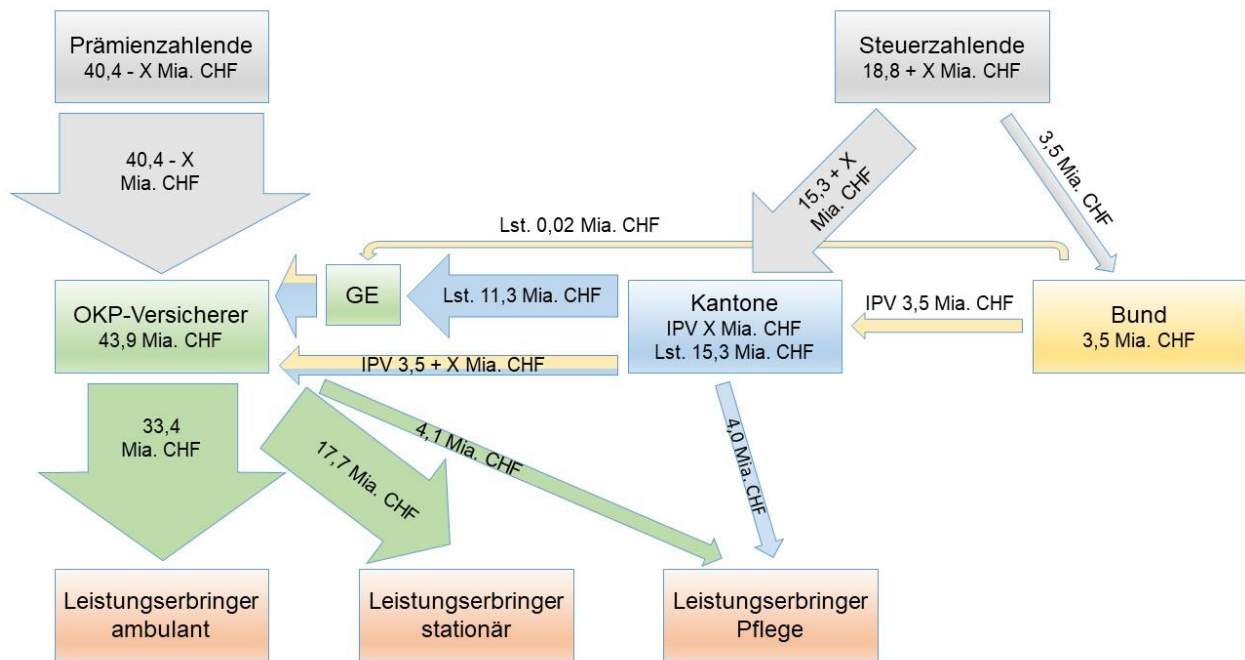 Prämienzahlende
40,4 - X Mia. CHF
Steuerzahlende
18,8 + X Mia. CHF
40,4 - X
Mia. CHF
15,3 + X
Mia. CHF
3,5 Mia. CHF
Lst. 0,02 Mia. CHF
GE
Lst. 11,3 Mia. CHF
OKP-Versicherer
43,9 Mia. CHF
Kantone
IPV X Mia. CHF
Lst. 15,3 Mia. CHF
IPV 3,5 Mia. CHF
Bund
3,5 Mia. CHF
IPV 3,5 + X Mia. CHF
33,4
Mia. CHF
17,7 Mia. CHF
4,1 Mia. CHF
4,0 Mia. CHF
Leistungserbringer
ambulant
Leistungserbringer
stationär
Leistungserbringer
Pflege